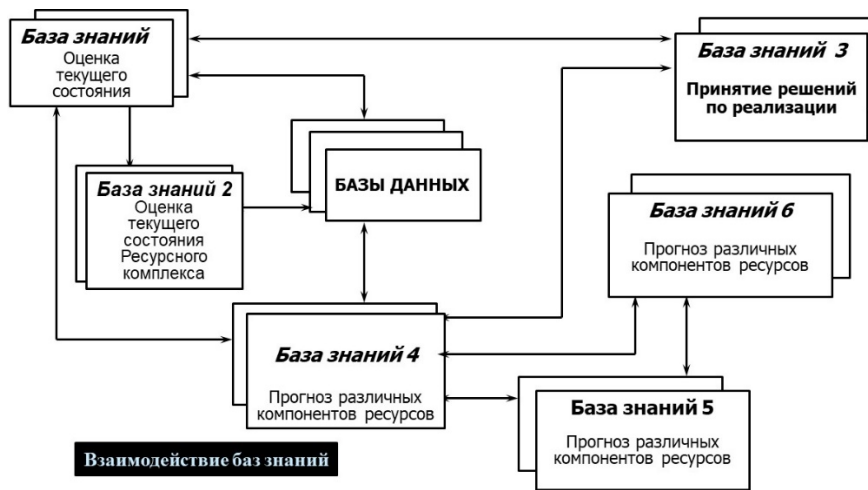 База знаний
Оценка
текущего
состояния
База знаний 3
Принятие решений
по реализации
БАЗЫ ДАННЫХ
База знаний 2
Оценка
текущего
состояния
Ресурсного
комплекса
База знаний 6
Прогноз различных
компонентов ресурсов
База знаний 4
Прогноз различных
компонентов ресурсов
База знаний 5
Прогноз различных
компонентов ресурсов
Взаимодействие баз знаний